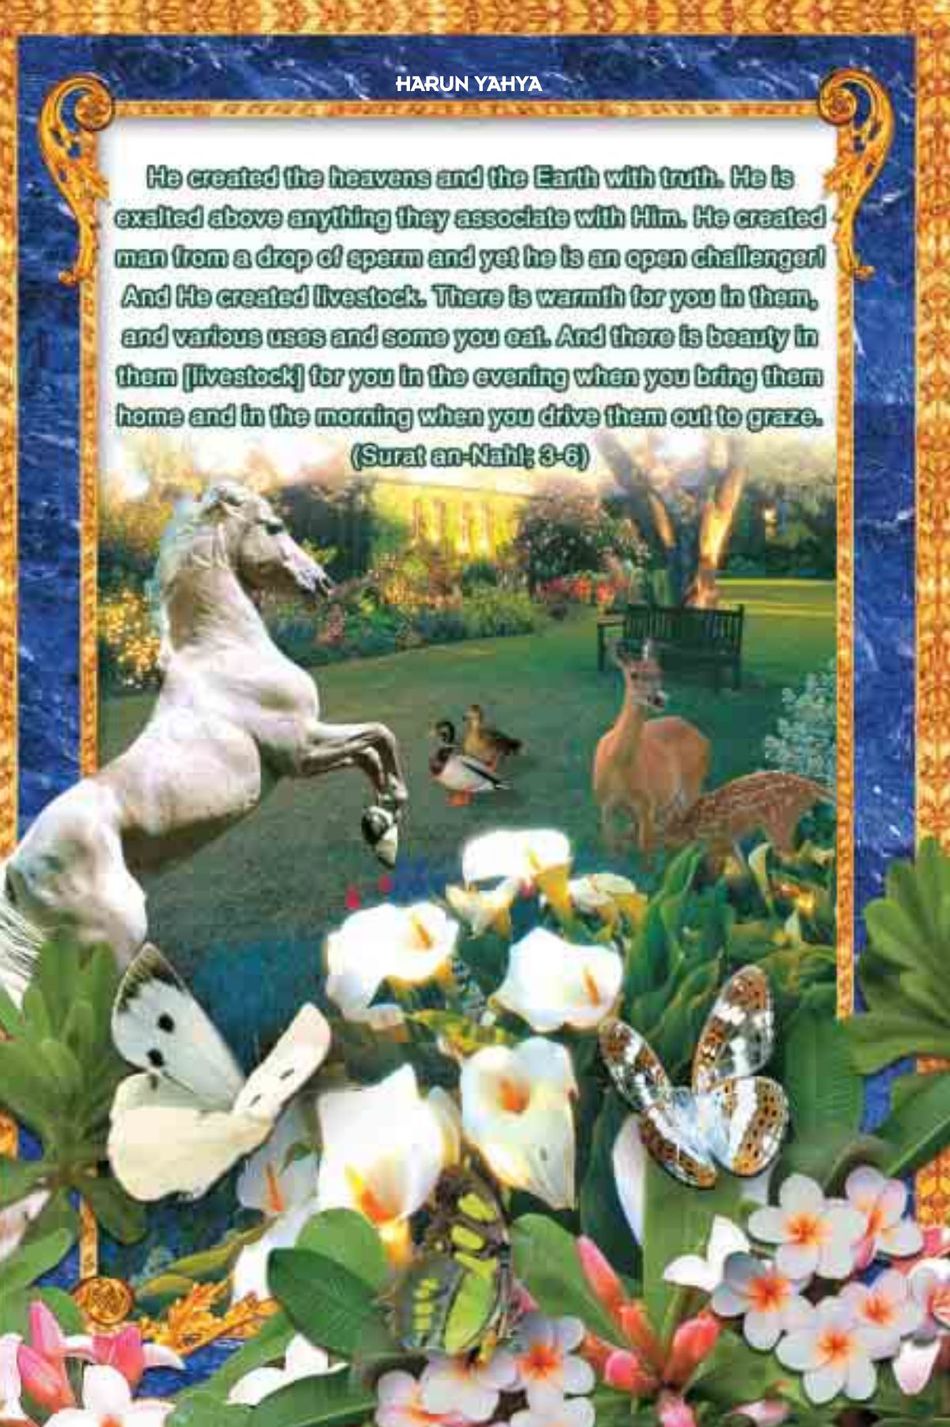 HARUN YAHYA
He created the heavens and the Earth with truth. He is
exalted above anything they associate with Him. He created
man from a drop of sperm and yet he is an open challenger!
And He created livestock. There is warmth for you in them,
and various uses and some you eat. And there is beauty in
them [livestock] for you in the evening when you bring them
home and in the morning when you drive them out to graze.
(Surat an-Nahl; 3-6)